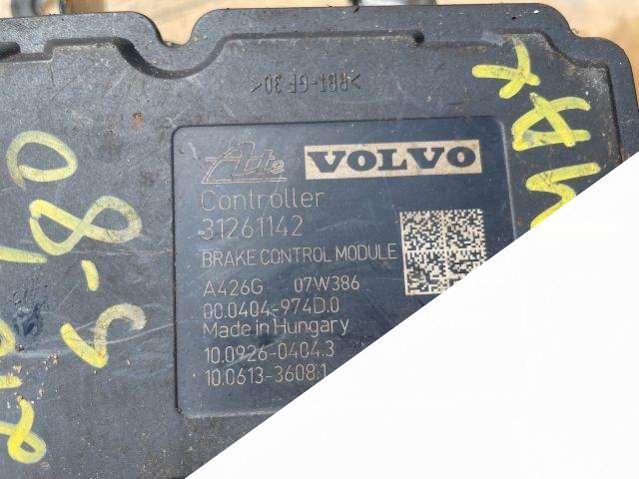 >PBT-GF30<
Ate VOLVO
Controller
31261142
BRAKE CONTROL MODULE
A426G 07W386
00.0404-974D.0
Made in Hungary
10.0926-0404.3
10.0613-3608.1
S-80